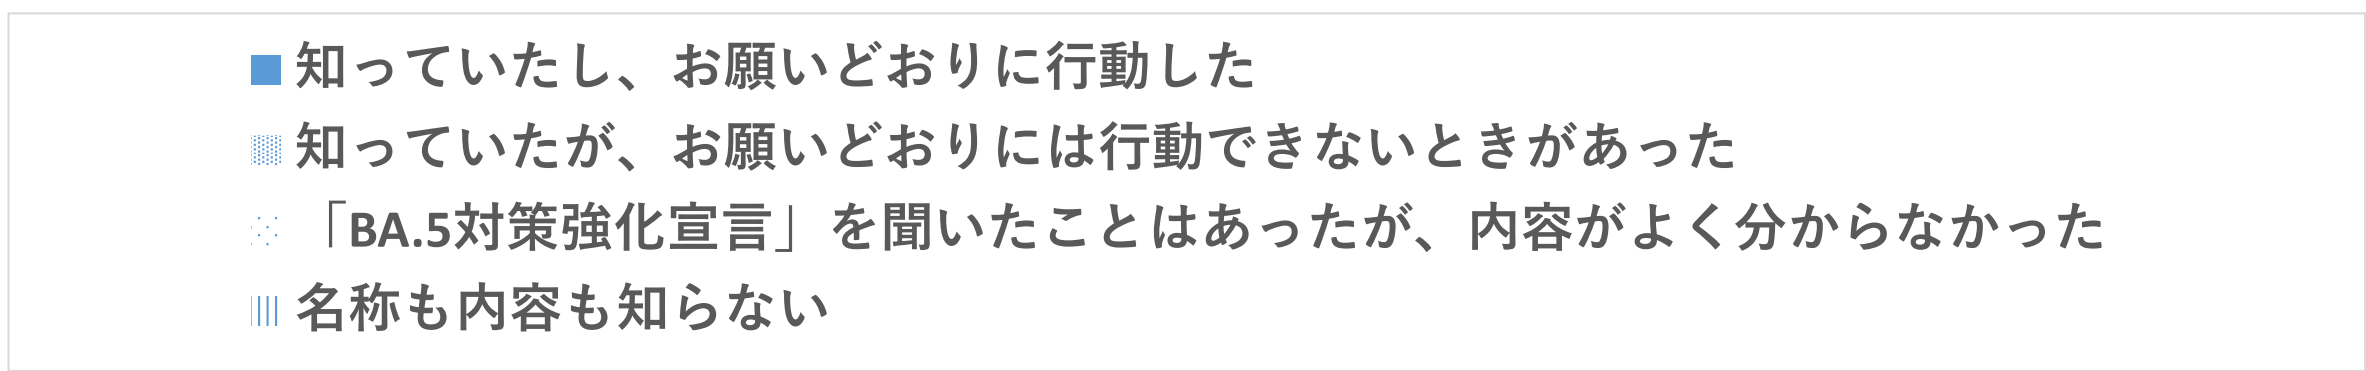 知っていたし、お願いどおりに行動した
知っていたが、お願いどおりには行動できないときがあった
「BA.5対策強化宣言」を聞いたことはあったが、内容がよく分からなかった
名称も内容も知らない